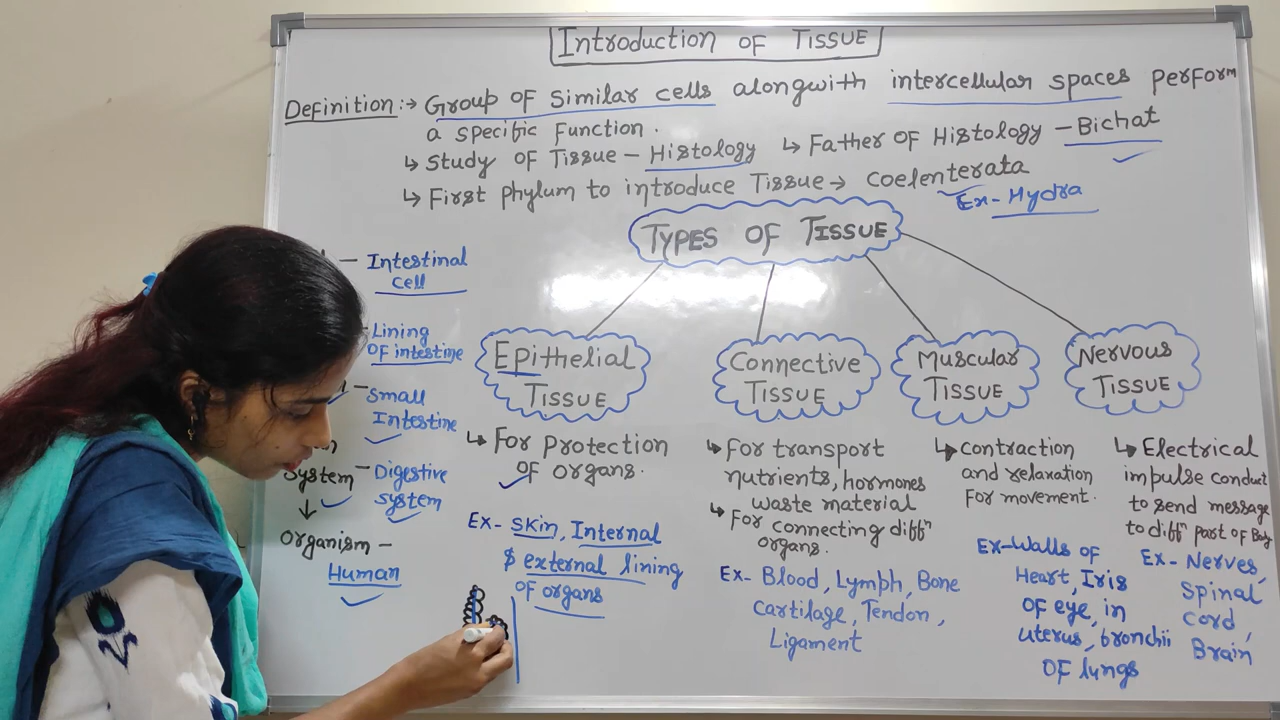 Introduction of Tissue
Definition:→ Group of similar cells alongwith intercellular spaces perform
a specific function.
↳ Study of Tissue – Histology ↳ Father of Histology – Bichat
↳ First phylum to introduce Tissue → Coelenterata
Ex- Hydra
Types of Tissue
– Intestinal
cell
Lining
of intestine
– Small
Intestine
System – Digestive
system
↓
Organism –
Human
Epithelial
Tissue
↳ For protection
of organs.
Ex- Skin, Internal
$ external lining
of organs
Connective
Tissue
↳ For transport
nutrients, hormones
waste material
↳ For connecting diffn
organs.
Ex- Blood, Lymph, Bone
Cartilage, Tendon,
Ligament
Muscular
Tissue
↳ Contraction
and relaxation
for movement.
Ex- Walls of
Heart, Iris
of eye, in
uterus, bronchii
of lungs
Nervous
Tissue
↳ Electrical
impulse conduct
to send message
to diffn part of Body
Ex- Nerves,
Spinal
Cord,
Brain